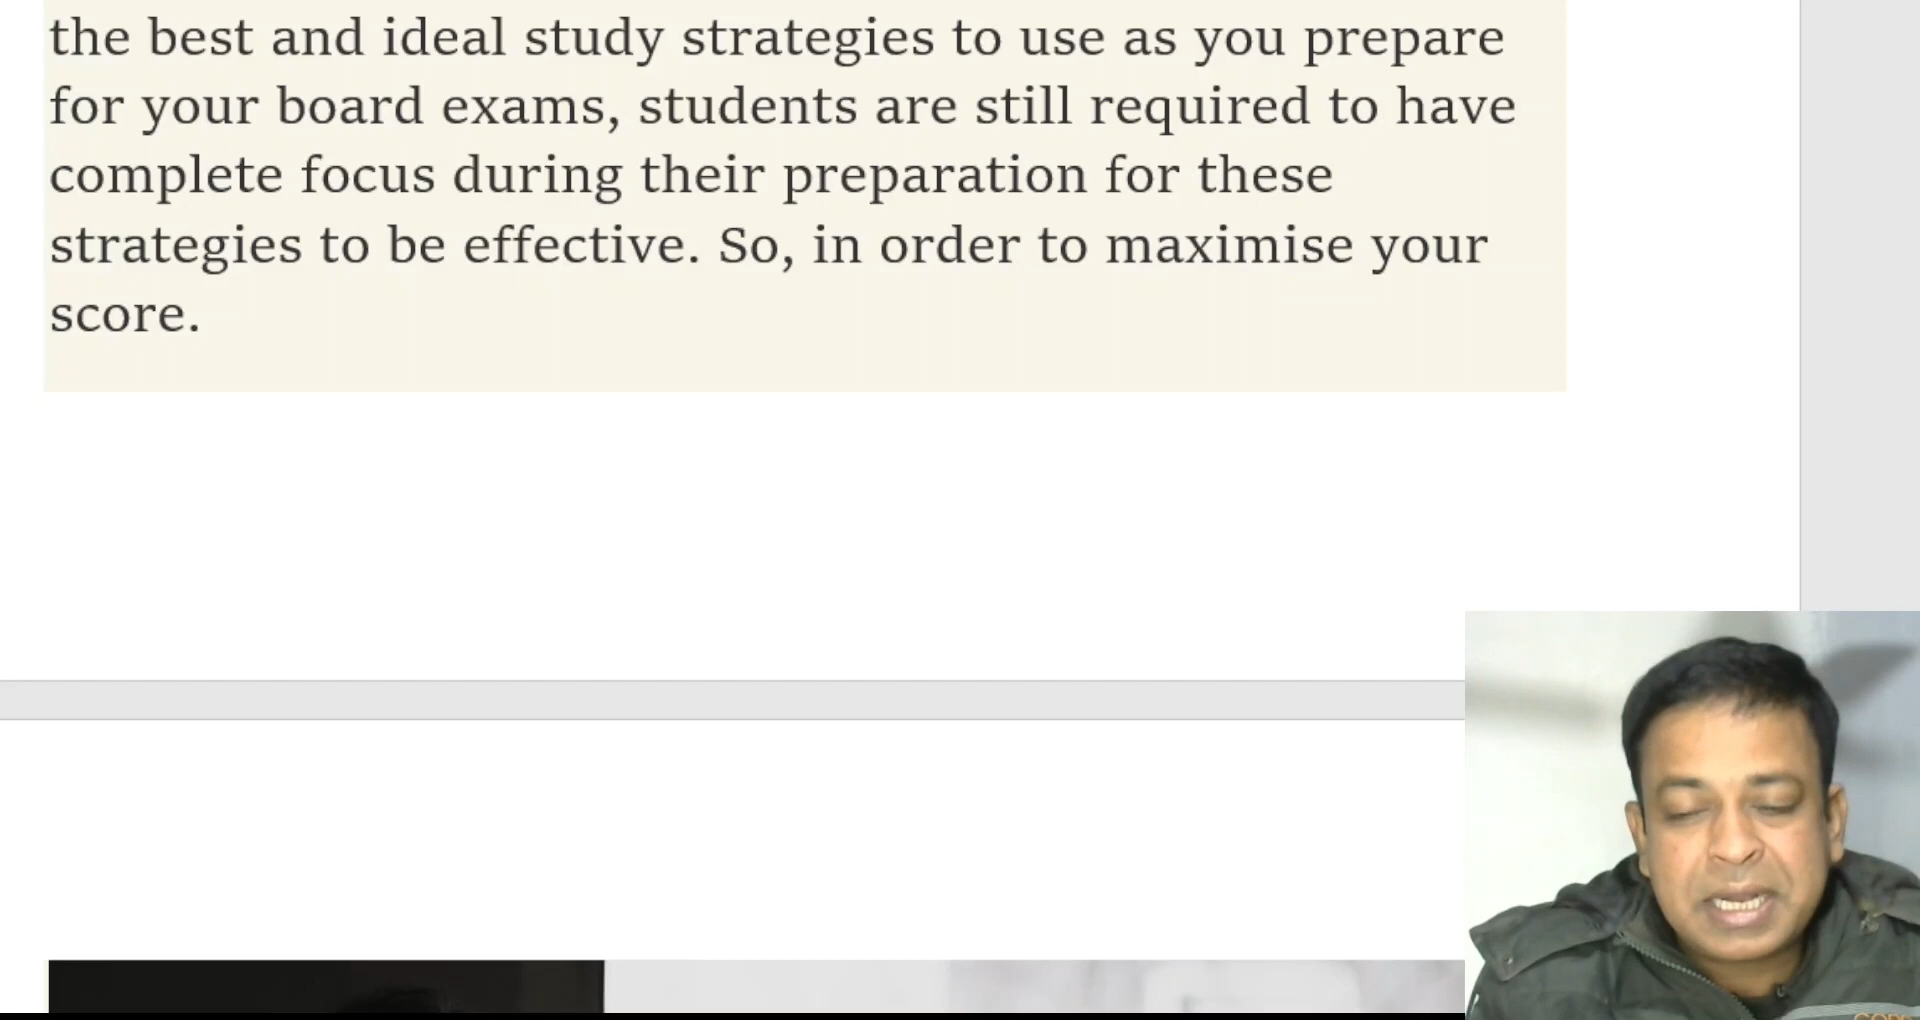 the best and ideal study strategies to use as you prepare
for your board exams, students are still required to have
complete focus during their preparation for these
strategies to be effective. So, in order to maximise your
score.